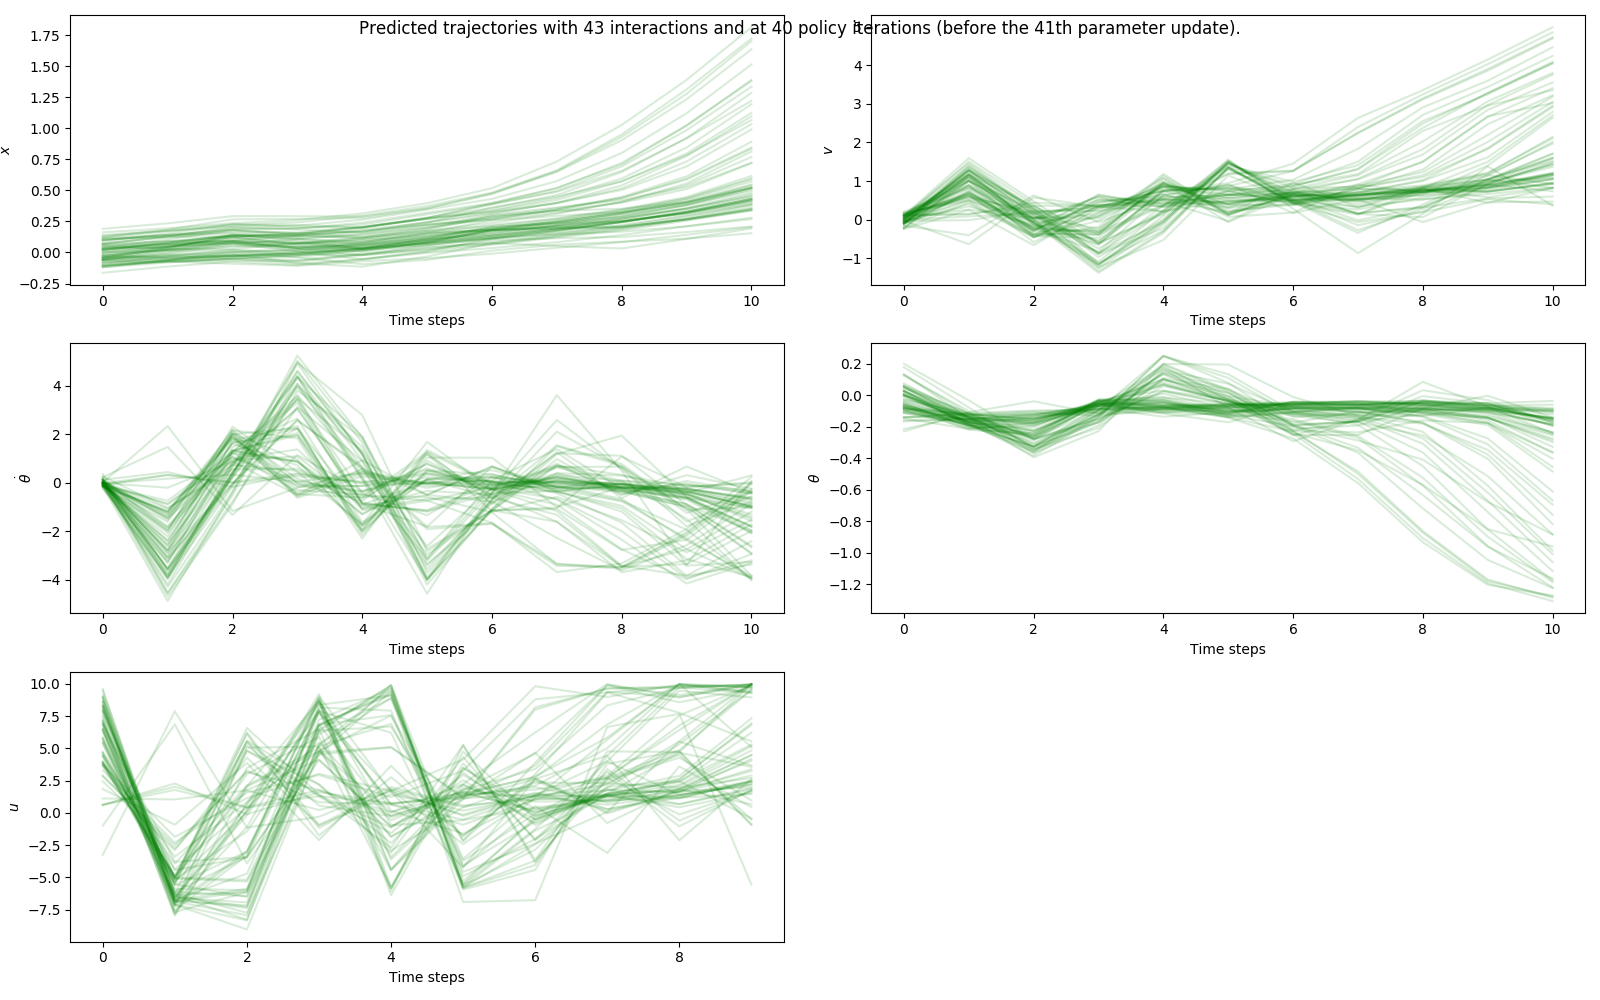 Predicted trajectories with 43 interactions and at 40 policy iterations (before the 41th parameter update).
1.75
1.50
1.25
1.00
0.75
0.50
0.25
0.00
−0.25
x
0 2 4 6 8 10
Time steps
5
4
3
2
1
0
−1
v
0 2 4 6 8 10
Time steps
4
2
0
−2
−4
θ̇
0 2 4 6 8 10
Time steps
0.2
0.0
−0.2
−0.4
−0.6
−0.8
−1.0
−1.2
θ
0 2 4 6 8 10
Time steps
10.0
7.5
5.0
2.5
0.0
−2.5
−5.0
−7.5
u
0 2 4 6 8
Time steps